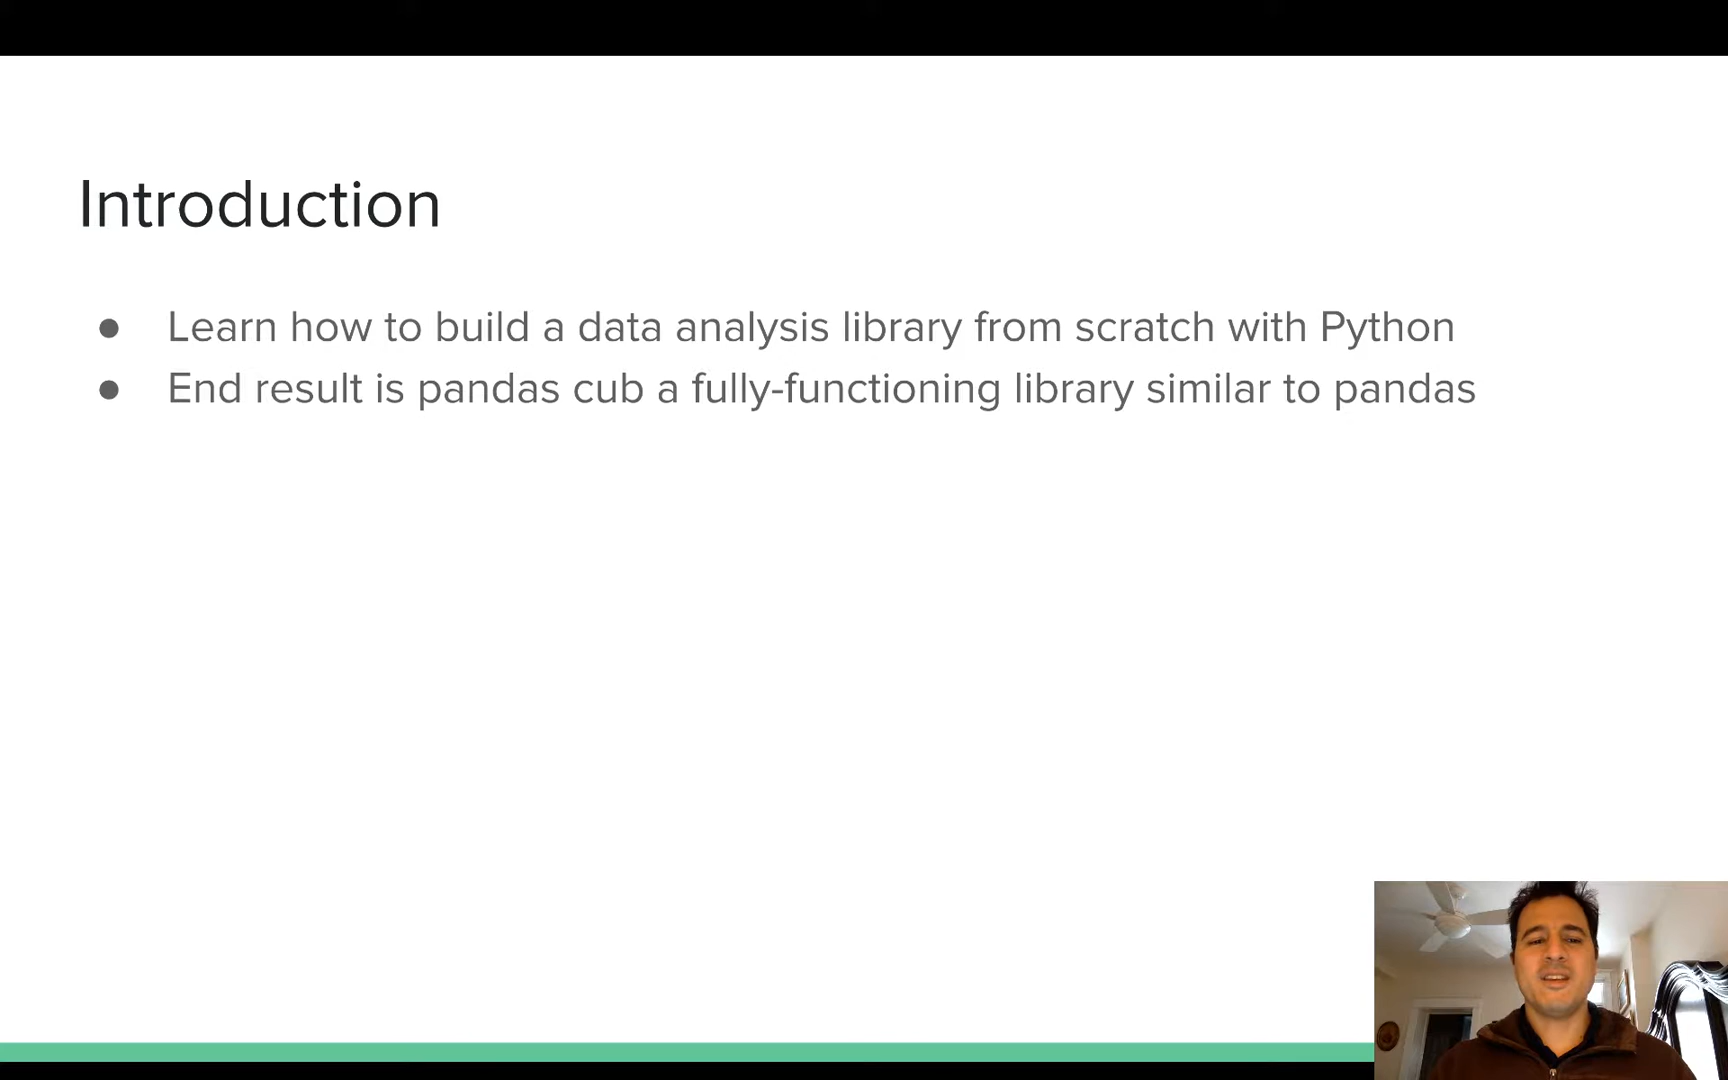 Introduction
● Learn how to build a data analysis library from scratch with Python
● End result is pandas cub a fully-functioning library similar to pandas